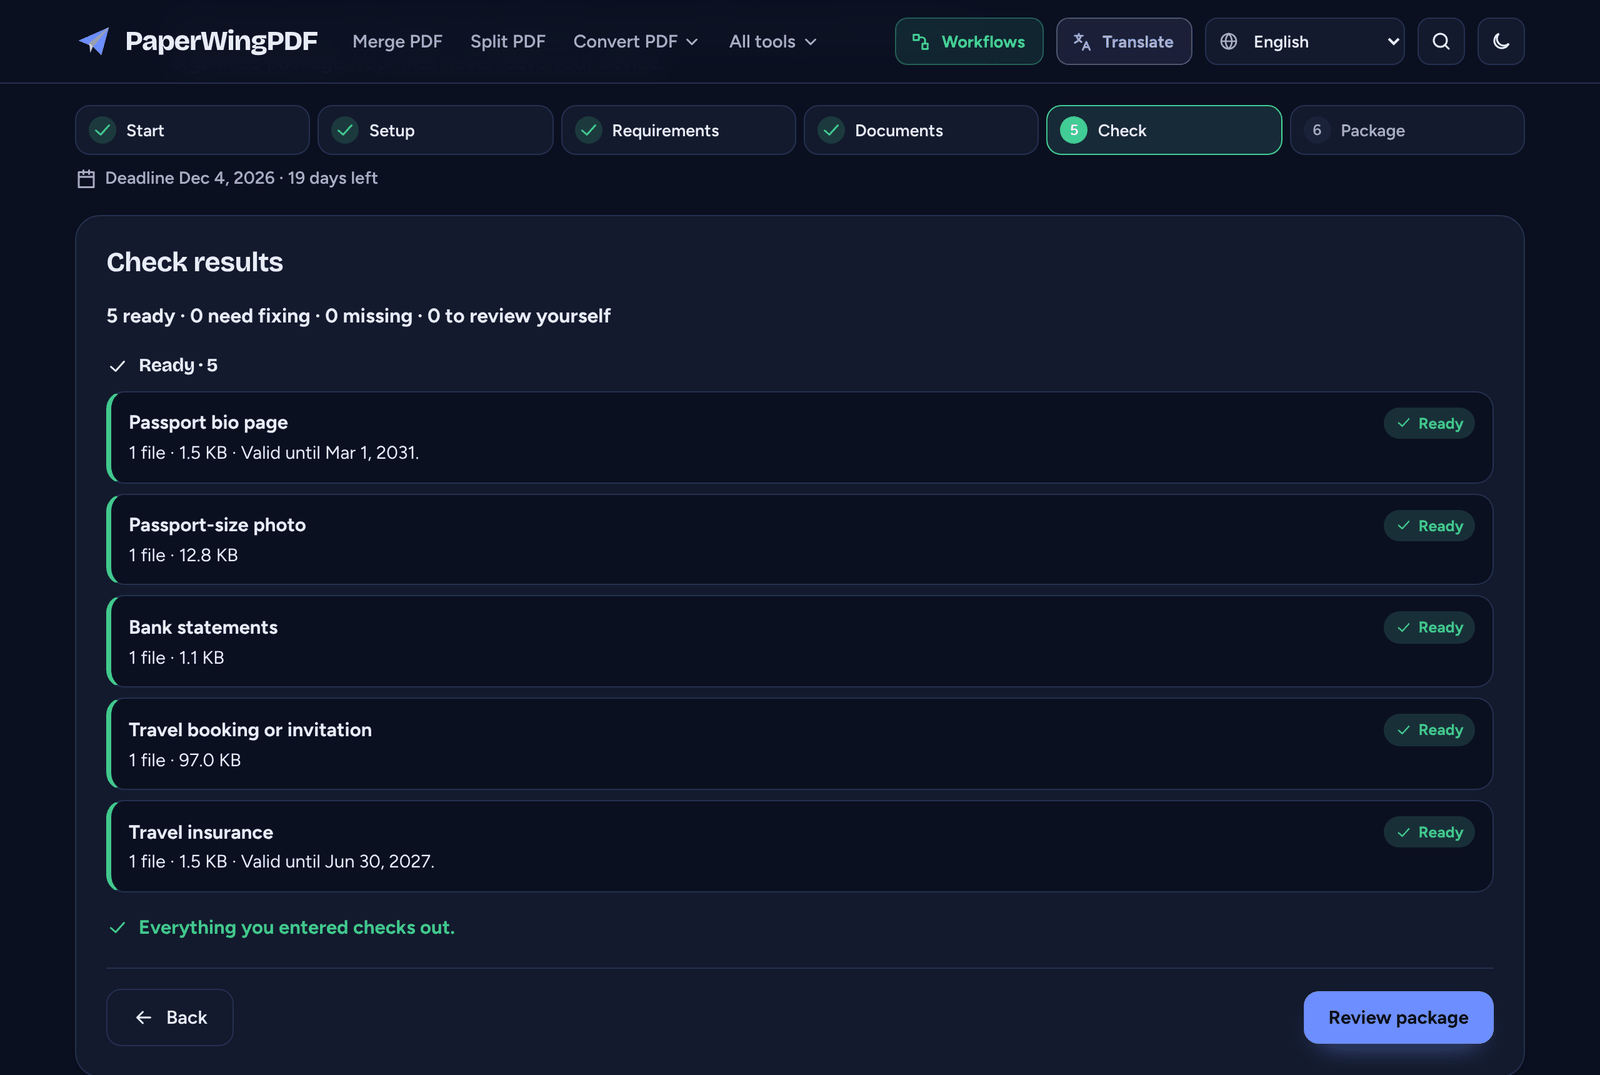 PaperWingPDF
Merge PDF
Split PDF
Convert PDF
All tools
Workflows
Translate
English
Start
Setup
Requirements
Documents
5 Check
6 Package
Deadline Dec 4, 2026 · 19 days left
Check results
5 ready · 0 need fixing · 0 missing · 0 to review yourself
Ready · 5
Passport bio page
Ready
1 file · 1.5 KB · Valid until Mar 1, 2031.
Passport-size photo
Ready
1 file · 12.8 KB
Bank statements
Ready
1 file · 1.1 KB
Travel booking or invitation
Ready
1 file · 97.0 KB
Travel insurance
Ready
1 file · 1.5 KB · Valid until Jun 30, 2027.
Everything you entered checks out.
Back
Review package